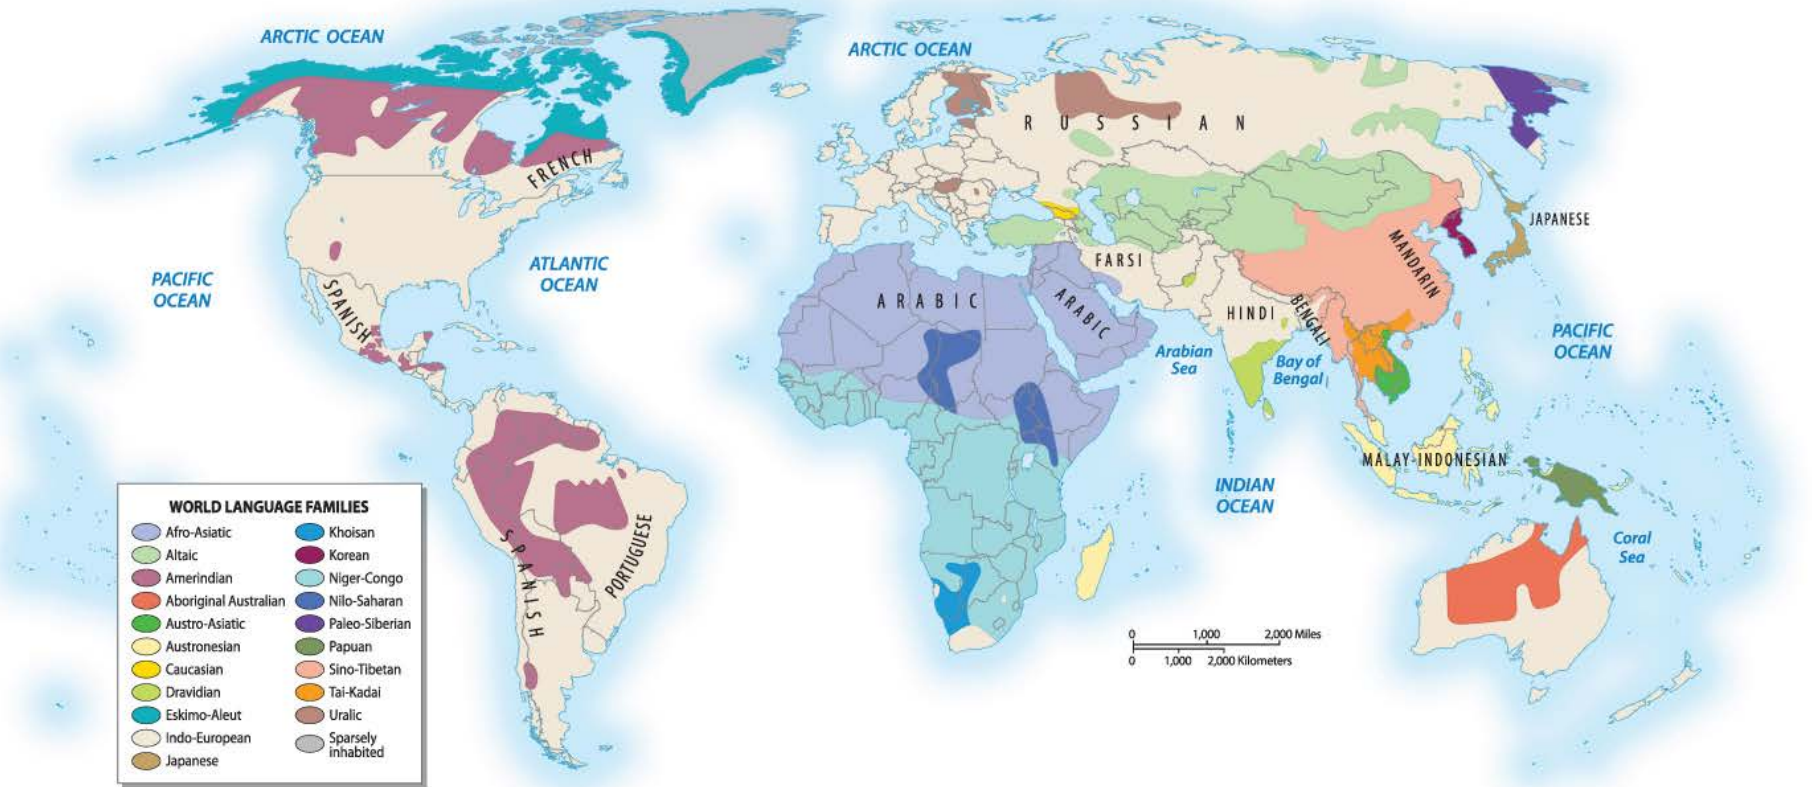 ARCTIC OCEAN
ARCTIC OCEAN
RUSSIAN
FRENCH
JAPANESE
MANDARIN
FARSI
ATLANTIC
OCEAN
PACIFIC
OCEAN
SPANISH
ARABIC
ARABIC
HINDI
BENGALI
PACIFIC
OCEAN
Arabian
Sea
Bay of
Bengal
MALAY-INDONESIAN
INDIAN
OCEAN
Coral
Sea
SPANISH
PORTUGUESE
WORLD LANGUAGE FAMILIES
Afro-Asiatic
Altaic
Amerindian
Aboriginal Australian
Austro-Asiatic
Austronesian
Caucasian
Dravidian
Eskimo-Aleut
Indo-European
Japanese
Khoisan
Korean
Niger-Congo
Nilo-Saharan
Paleo-Siberian
Papuan
Sino-Tibetan
Tai-Kadai
Uralic
Sparsely
inhabited
0 1,000 2,000 Miles
0 1,000 2,000 Kilometers